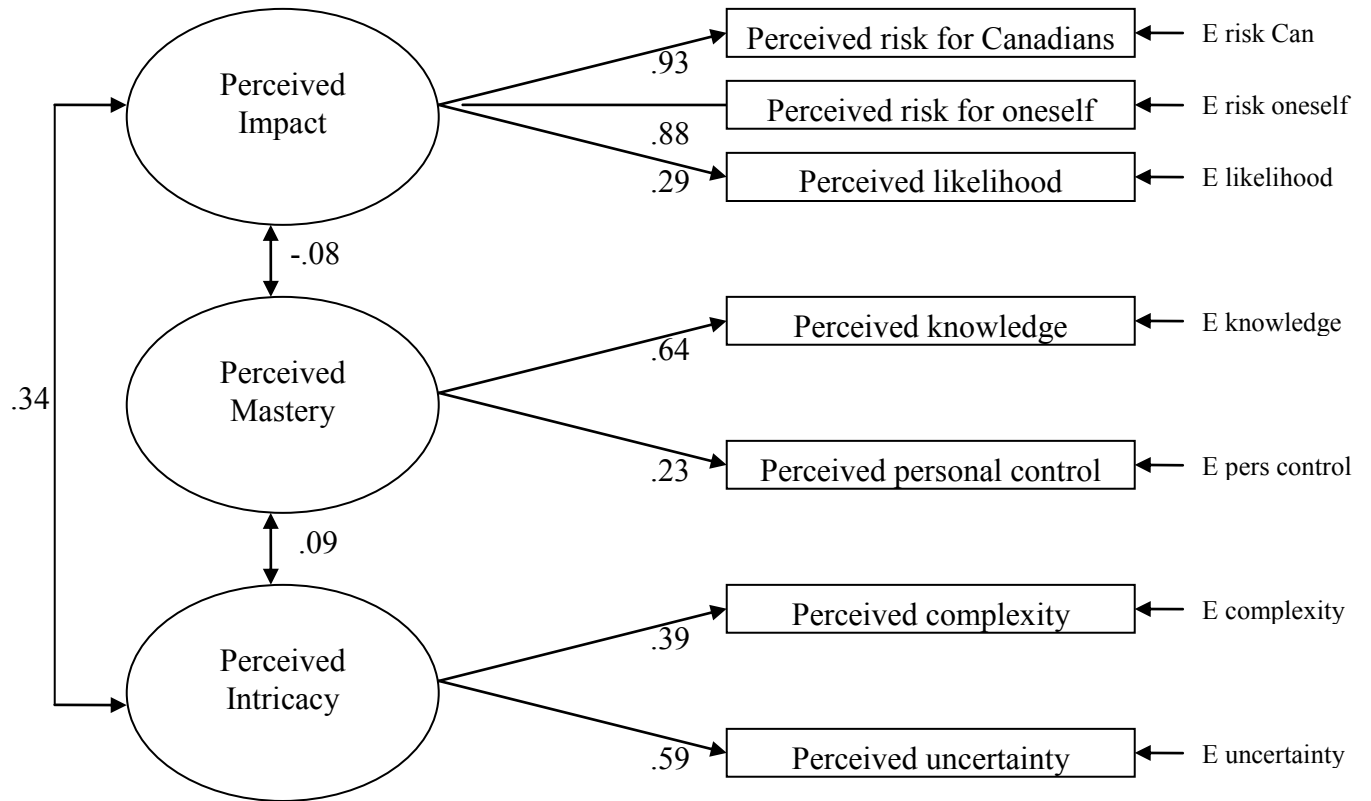 Perceived risk for Canadians
E risk Can
.93
Perceived
Impact
Perceived risk for oneself
E risk oneself
.88
Perceived likelihood
E likelihood
.29
-.08
Perceived knowledge
E knowledge
.64
Perceived
Mastery
.34
Perceived personal control
E pers control
.23
.09
Perceived complexity
E complexity
.39
Perceived
Intricacy
Perceived uncertainty
E uncertainty
.59